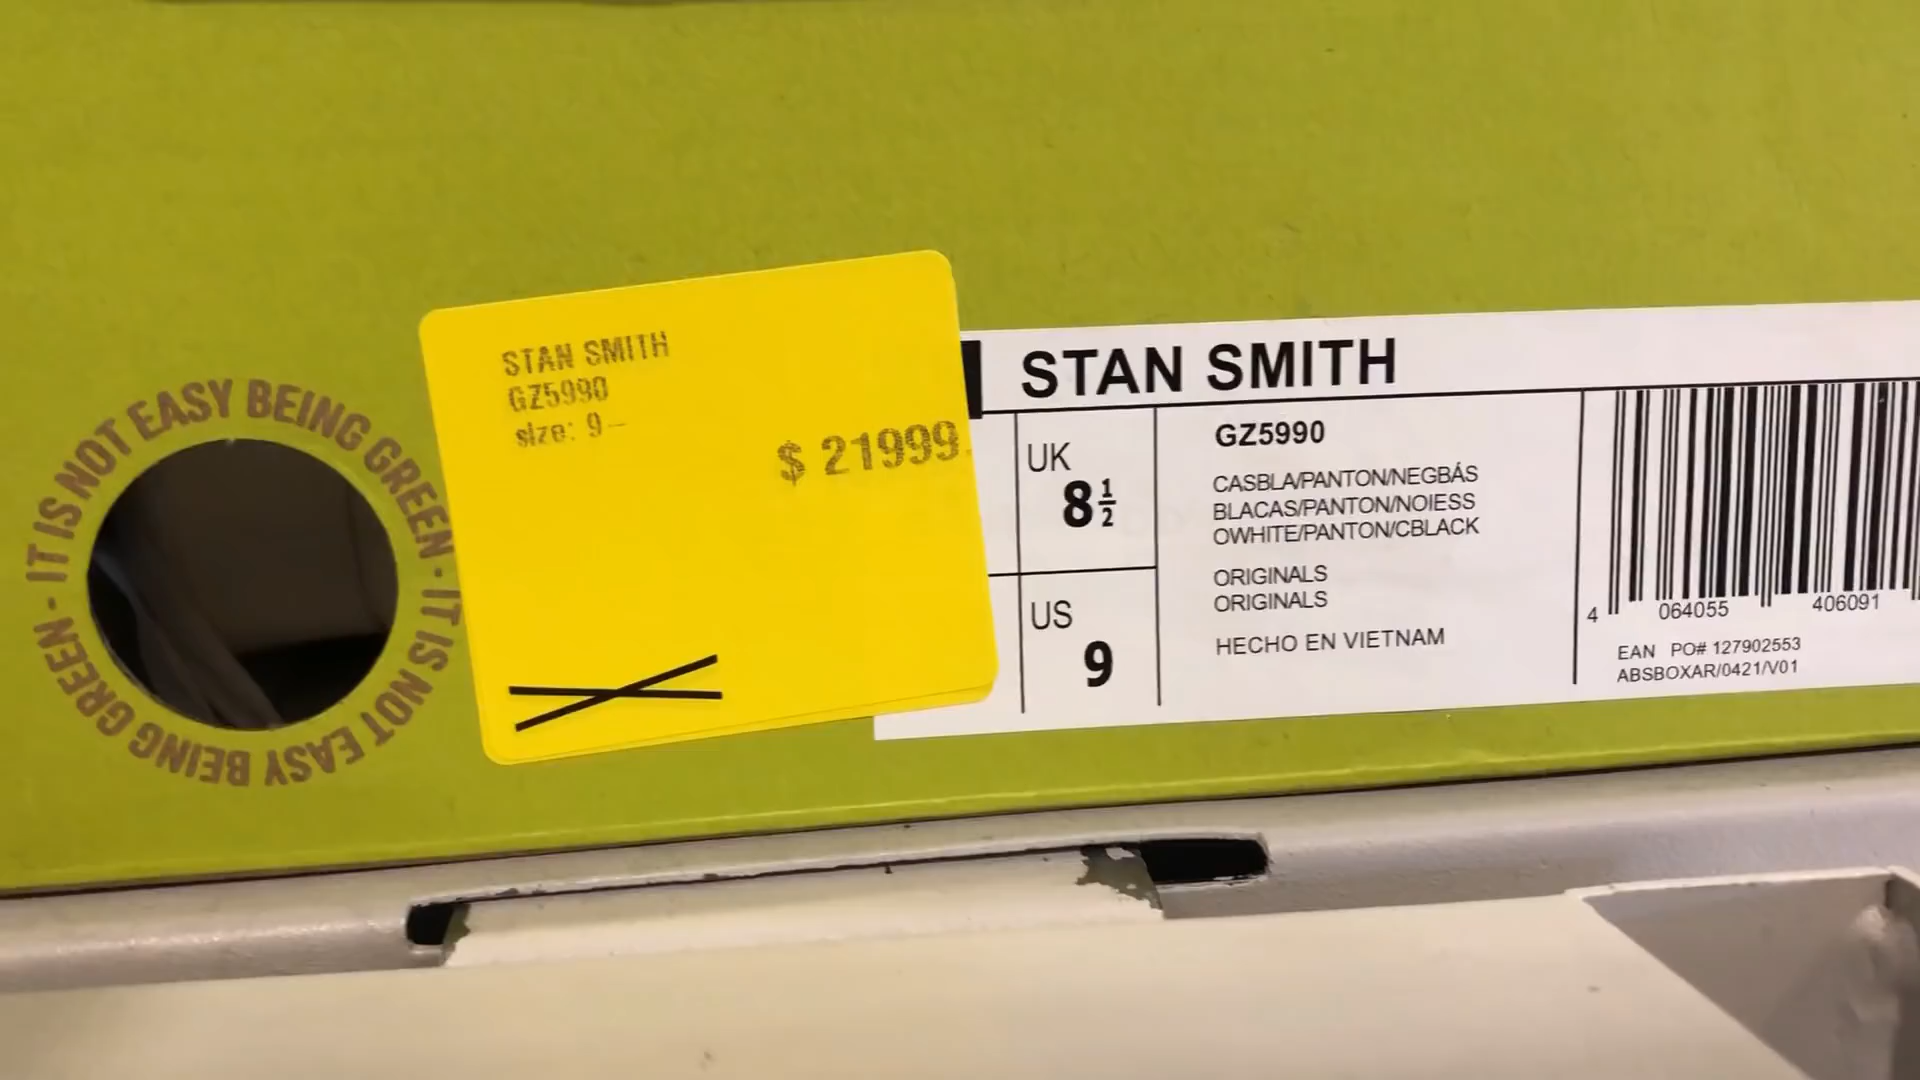 IT IS NOT EASY BEING GREEN - IT IS NOT EASY BEING GREEN -
STAN SMITH
GZ5990
size: 9-
$ 21999.
STAN SMITH
UK
8½
US
9
GZ5990
CASBLA/PANTON/NEGBÁS
BLACAS/PANTON/NOIESS
OWHITE/PANTON/CBLACK
ORIGINALS
ORIGINALS
HECHO EN VIETNAM
4 064055 406091
EAN PO# 127902553
ABSBOXAR/0421/V01